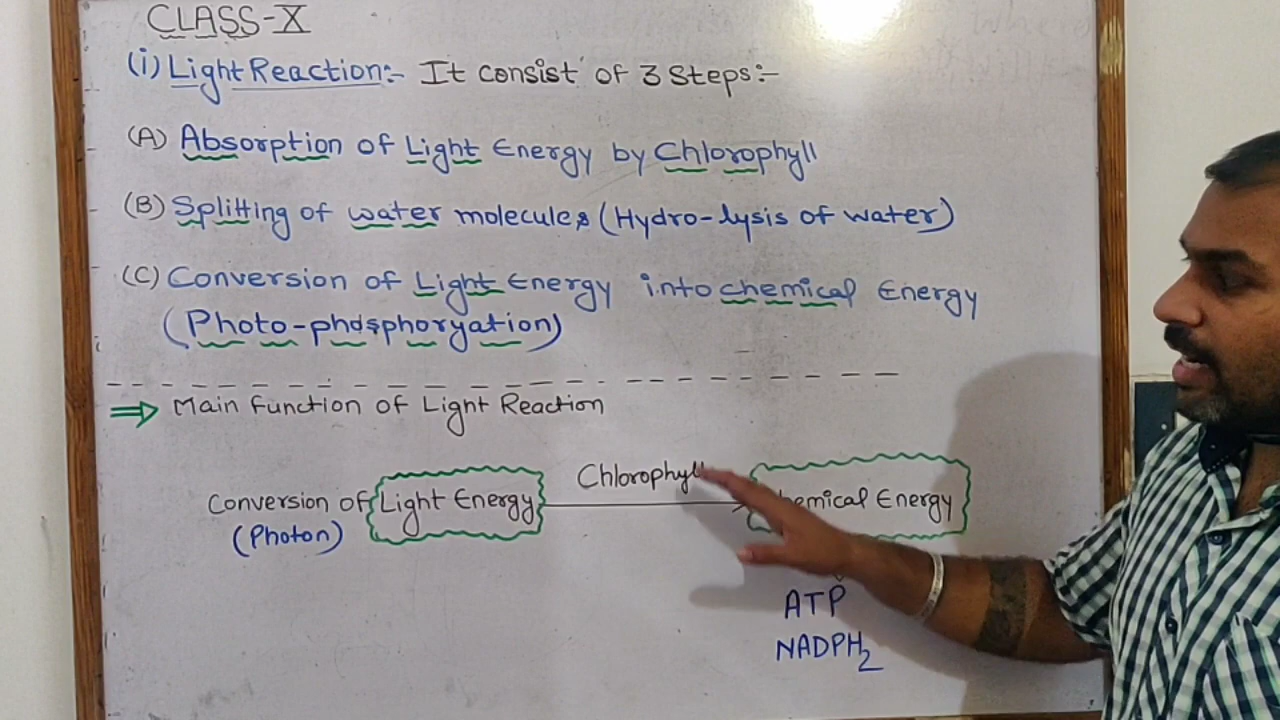 CLASS-X
(i) Light Reaction:- It consist of 3 Steps:-
(A) Absorption of Light Energy by Chlorophyll
(B) Splitting of water molecules (Hydro-lysis of water)
(C) Conversion of Light Energy into chemical Energy
(Photo-phosphoryation)
⇒ Main Function of Light Reaction
Chlorophyll
Conversion of Light Energy → hemical Energy
(Photon)
ATP
NADPH₂